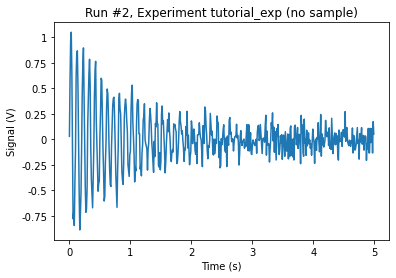 Run #2, Experiment tutorial_exp (no sample)
1
0.75
0.5
0.25
0
-0.25
-0.5
-0.75
Signal (V)
0 1 2 3 4 5
Time (s)